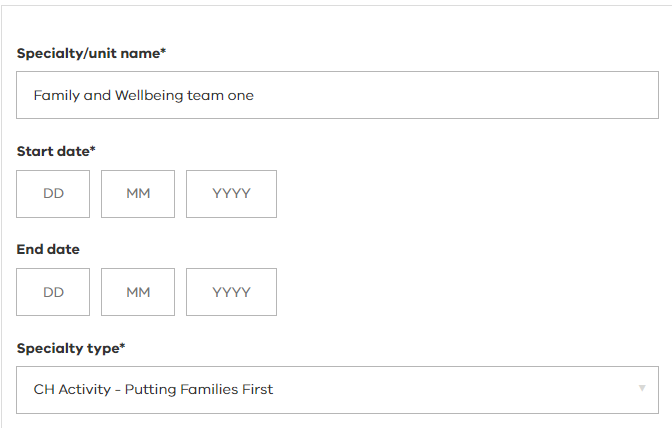 Specialty/unit name*
Family and Wellbeing team one
Start date*
DD MM YYYY
End date
DD MM YYYY
Specialty type*
CH Activity - Putting Families First